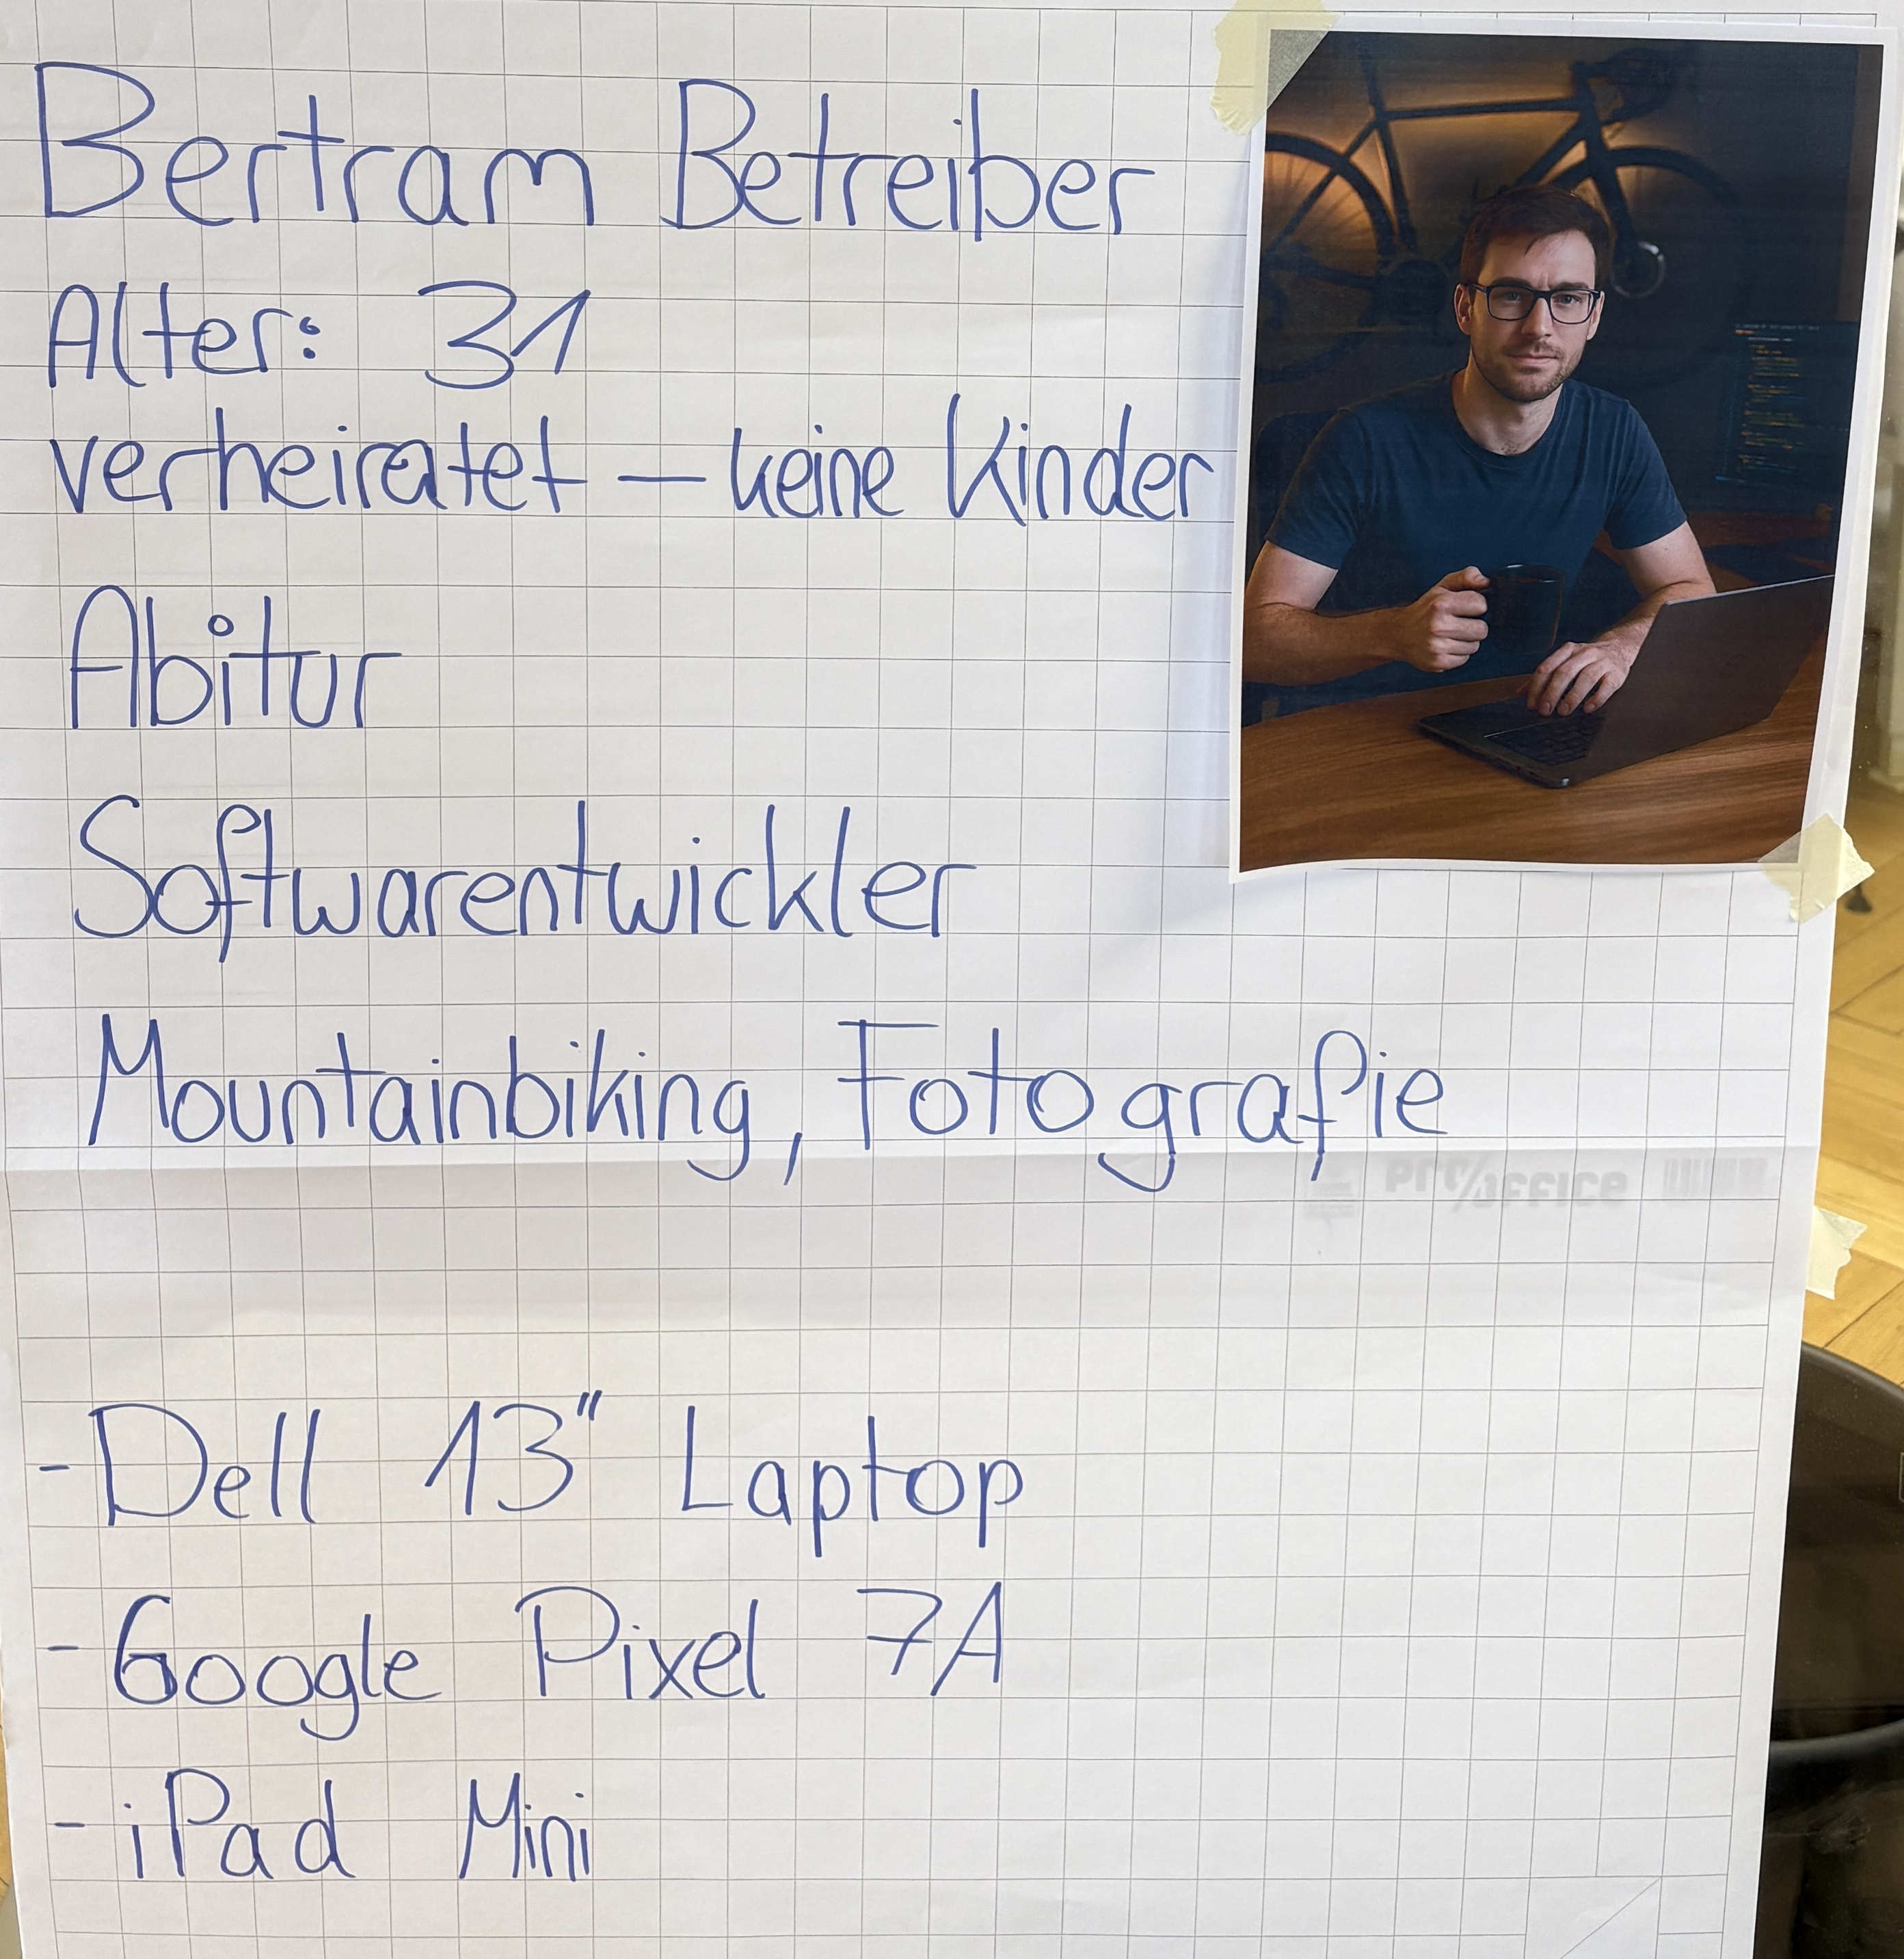 Bertram Betreiber
Alter: 31
verheiratet – keine Kinder
Abitur
Softwarentwickler
Mountainbiking, Fotografie
- Dell 13" Laptop
- Google Pixel 7A
- iPad Mini